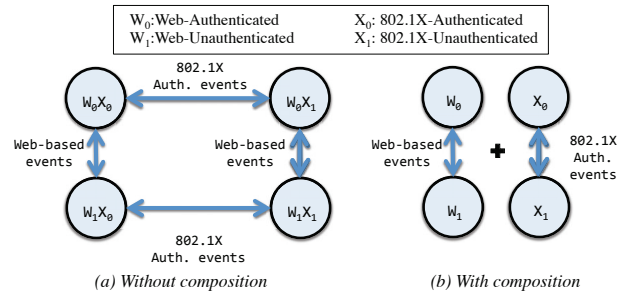 W₀:Web-Authenticated X₀: 802.1X-Authenticated
W₁:Web-Unauthenticated X₁: 802.1X-Unauthenticated
802.1X
Auth. events
W₀X₀
W₀X₁
W₀
X₀
Web-based
events
Web-based
events
Web-based
events
+
802.1X
Auth.
events
W₁X₀
W₁X₁
W₁
X₁
802.1X
Auth. events
(a) Without composition
(b) With composition